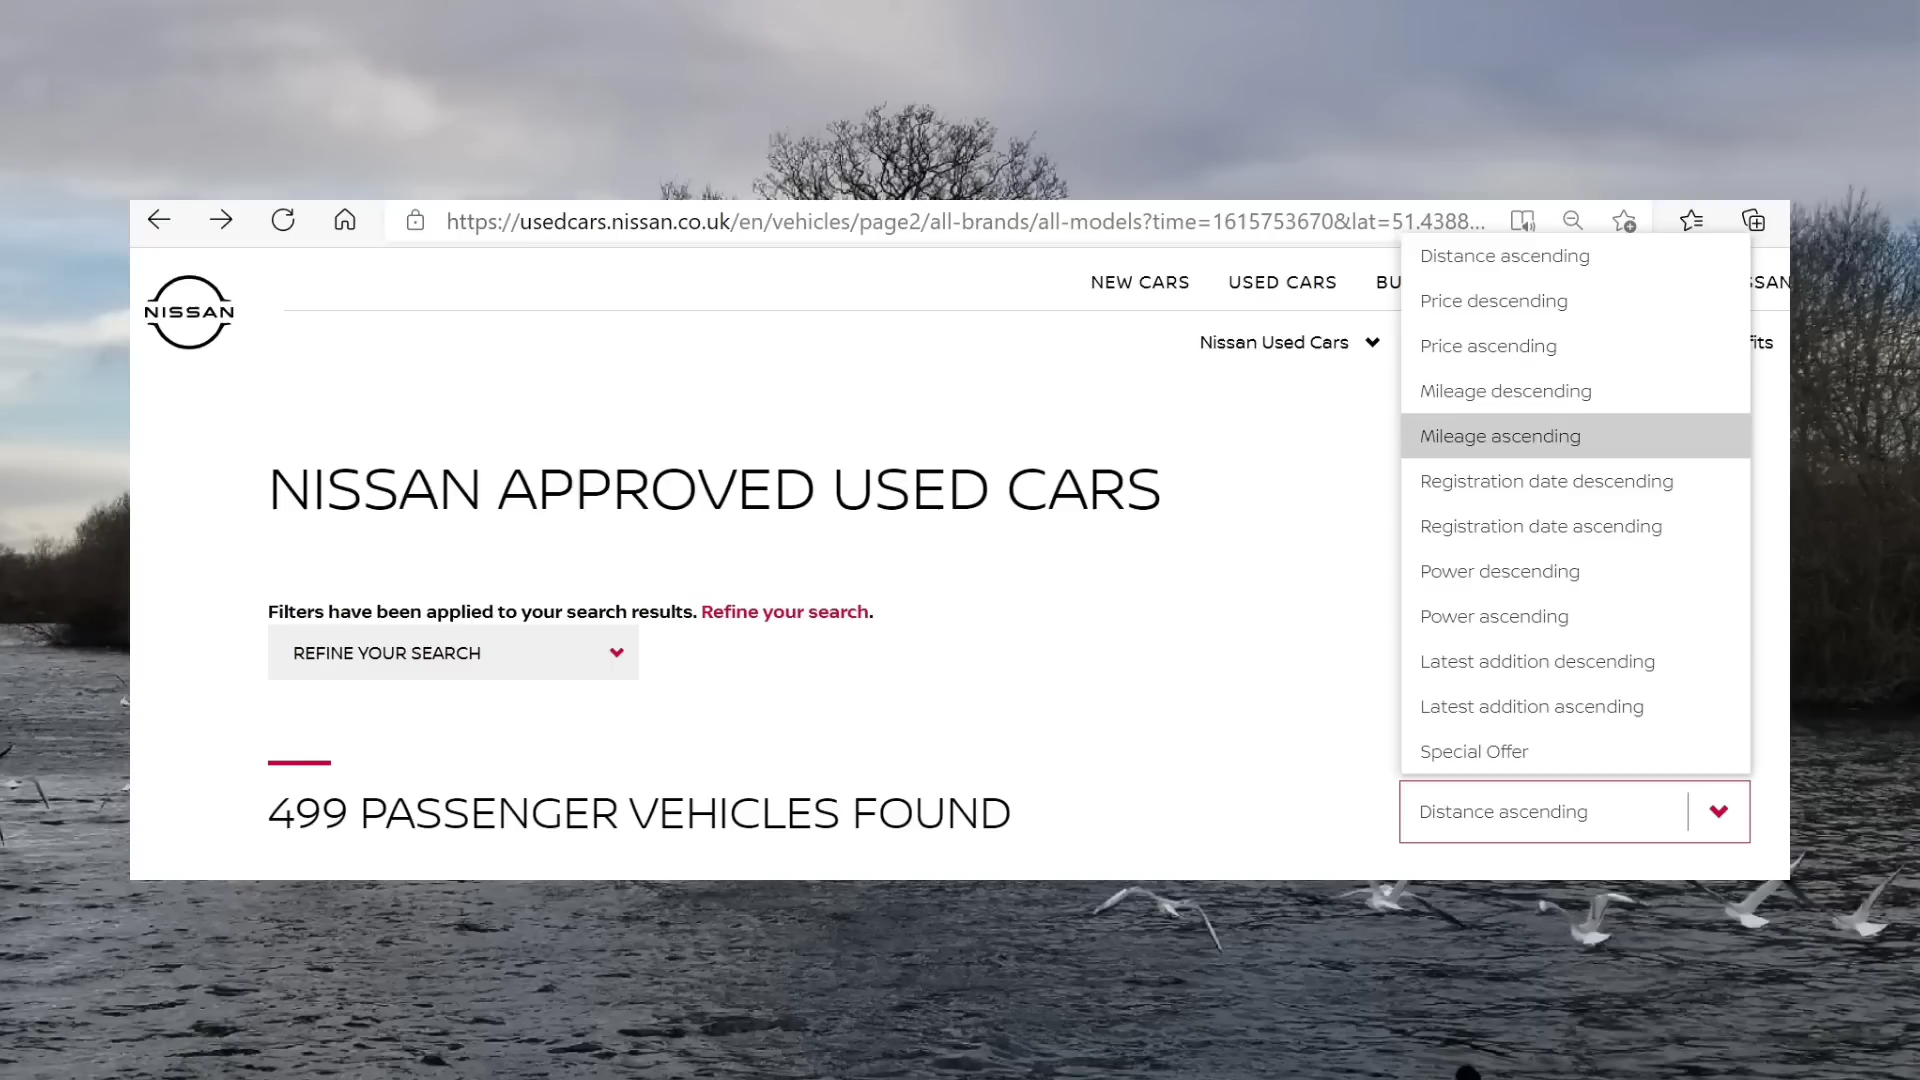 https://usedcars.nissan.co.uk/en/vehicles/page2/all-brands/all-models?time=1615753670&lat=51.4388...
NISSAN
NEW CARS
USED CARS
Nissan Used Cars
NISSAN APPROVED USED CARS
Filters have been applied to your search results. Refine your search.
REFINE YOUR SEARCH
499 PASSENGER VEHICLES FOUND
Distance ascending
Price descending
Price ascending
Mileage descending
Mileage ascending
Registration date descending
Registration date ascending
Power descending
Power ascending
Latest addition descending
Latest addition ascending
Special Offer
Distance ascending